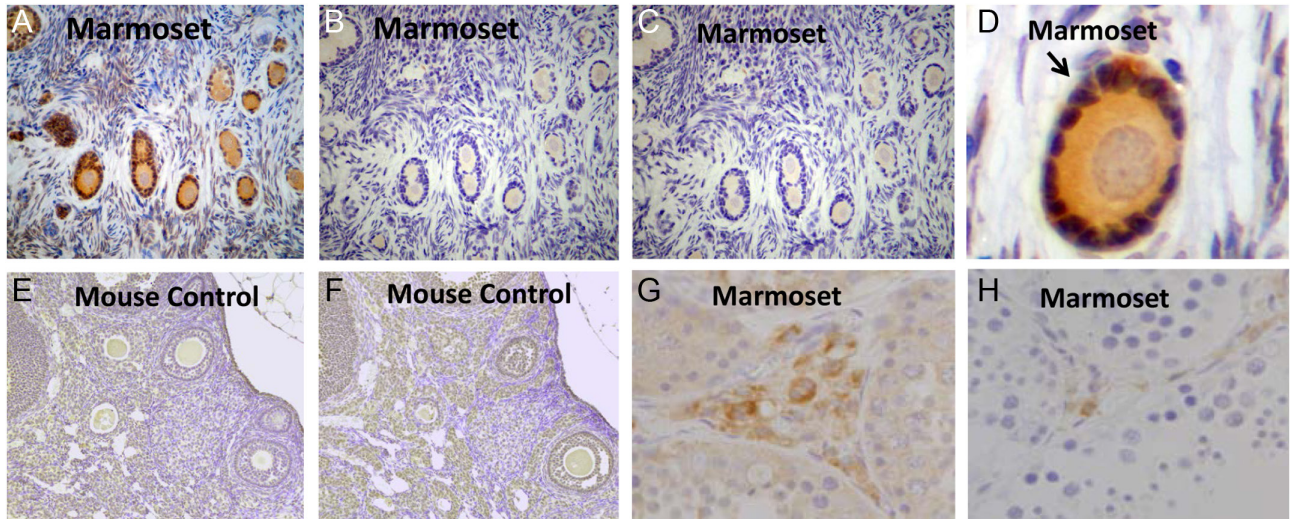 A Marmoset
B Marmoset
C Marmoset
D Marmoset
E Mouse Control
F Mouse Control
G Marmoset
H Marmoset